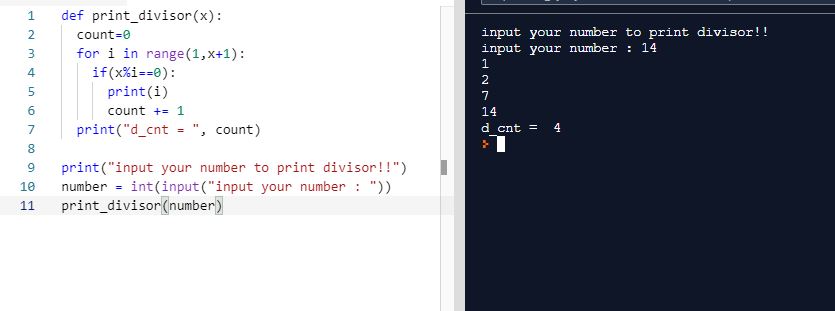 1 def print_divisor(x):
2 count=0
3 for i in range(1,x+1):
4 if(x%i==0):
5 print(i)
6 count += 1
7 print("d_cnt = ", count)
8
9 print("input your number to print divisor!!")
10 number = int(input("input your number : "))
11 print_divisor(number)
input your number to print divisor!!
input your number : 14
1
2
7
14
d_cnt =  4